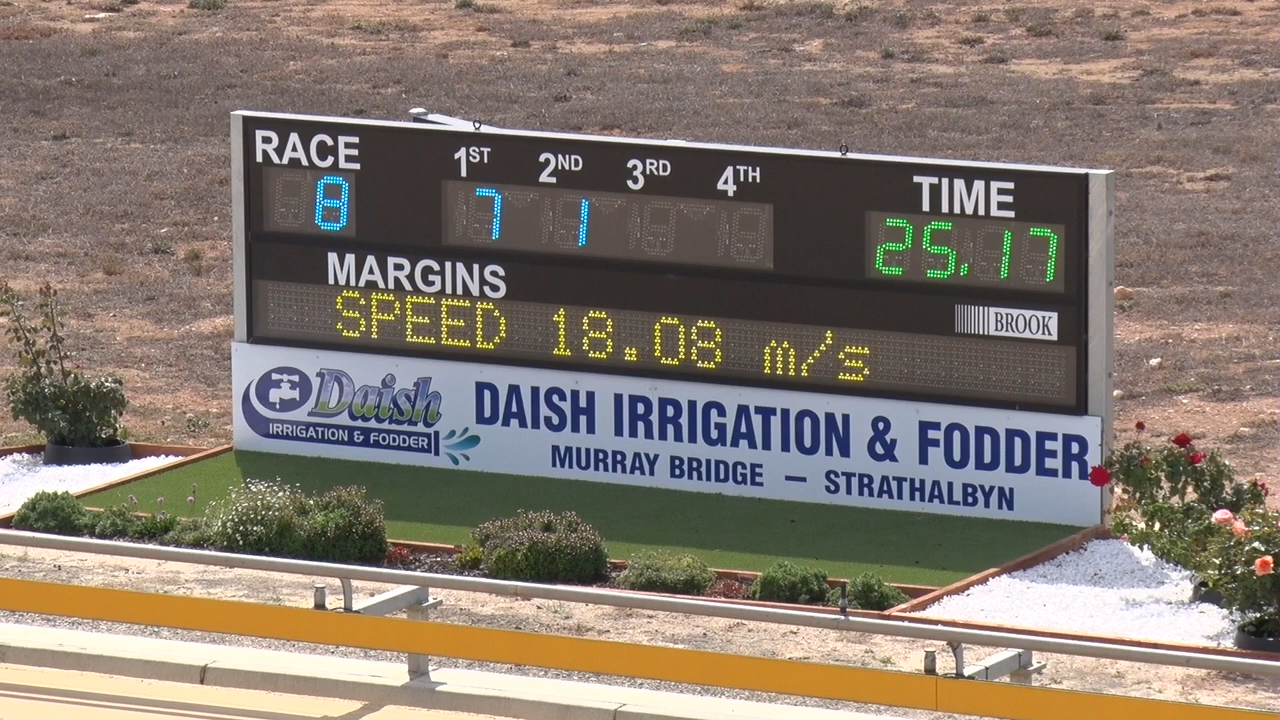 RACE 1ST 2ND 3RD 4TH TIME
8 7 1 25.17
MARGINS
SPEED 18.08 m/s
BROOK
Daish
IRRIGATION & FODDER
DAISH IRRIGATION & FODDER
MURRAY BRIDGE — STRATHALBYN